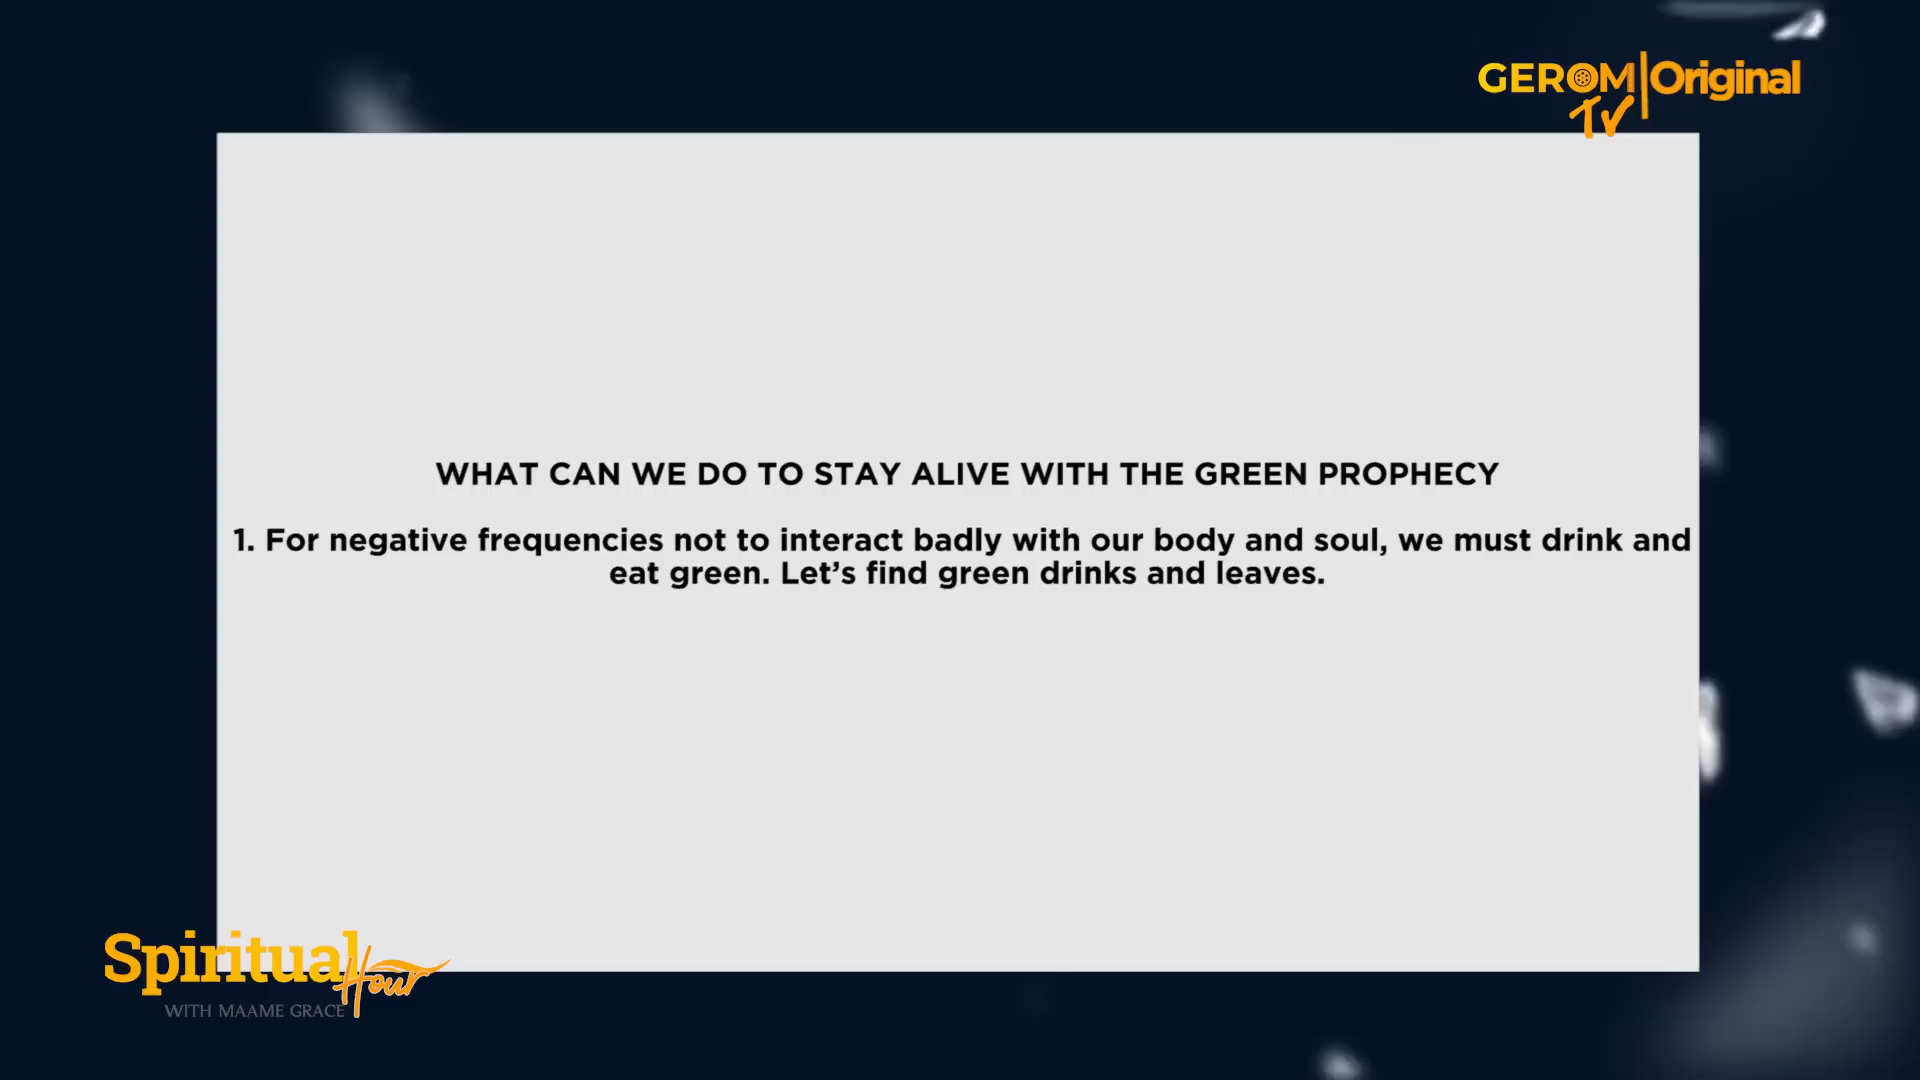 GEROM TV | Original
WHAT CAN WE DO TO STAY ALIVE WITH THE GREEN PROPHECY
1. For negative frequencies not to interact badly with our body and soul, we must drink and
eat green. Let’s find green drinks and leaves.
Spiritual Hour
WITH MAAME GRACE